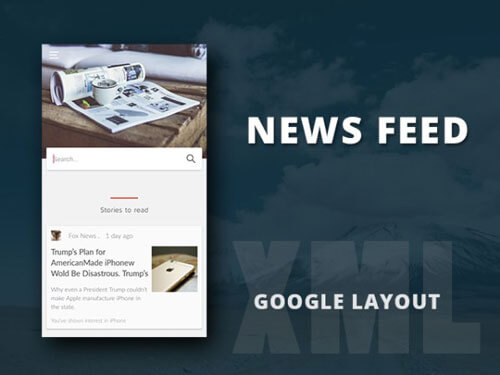 NEWS FEED
Search...
Stories to read
Fox News , 1 day ago
Trump's Plan for
AmericanMade iPhonew
Wold Be Disastrous. Trump's
Why even a President Trump couldn't
make Apple manufacture iPhone in
the state.
You've shown interest in iPhone
XML
GOOGLE LAYOUT